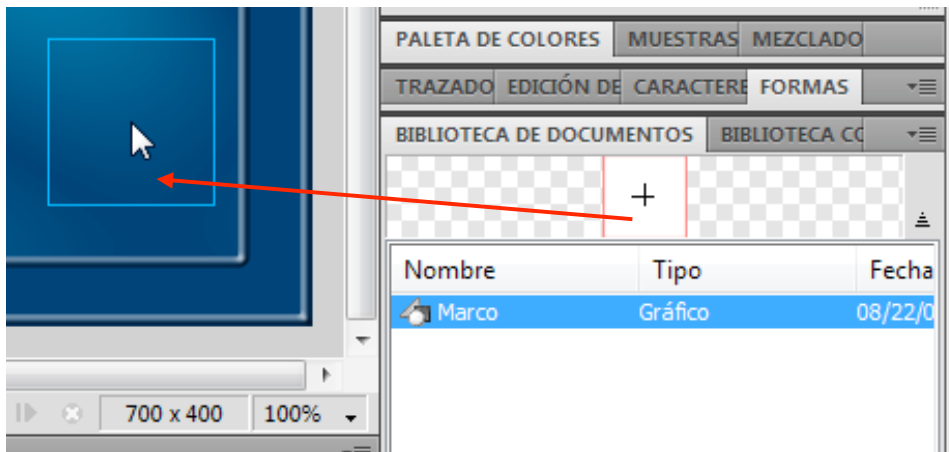 PALETA DE COLORES MUESTRAS MEZCLADO
TRAZADO EDICIÓN DE CARACTERE FORMAS
BIBLIOTECA DE DOCUMENTOS BIBLIOTECA CO
Nombre Tipo Fecha
Marco Gráfico 08/22/0
700 x 400 100%